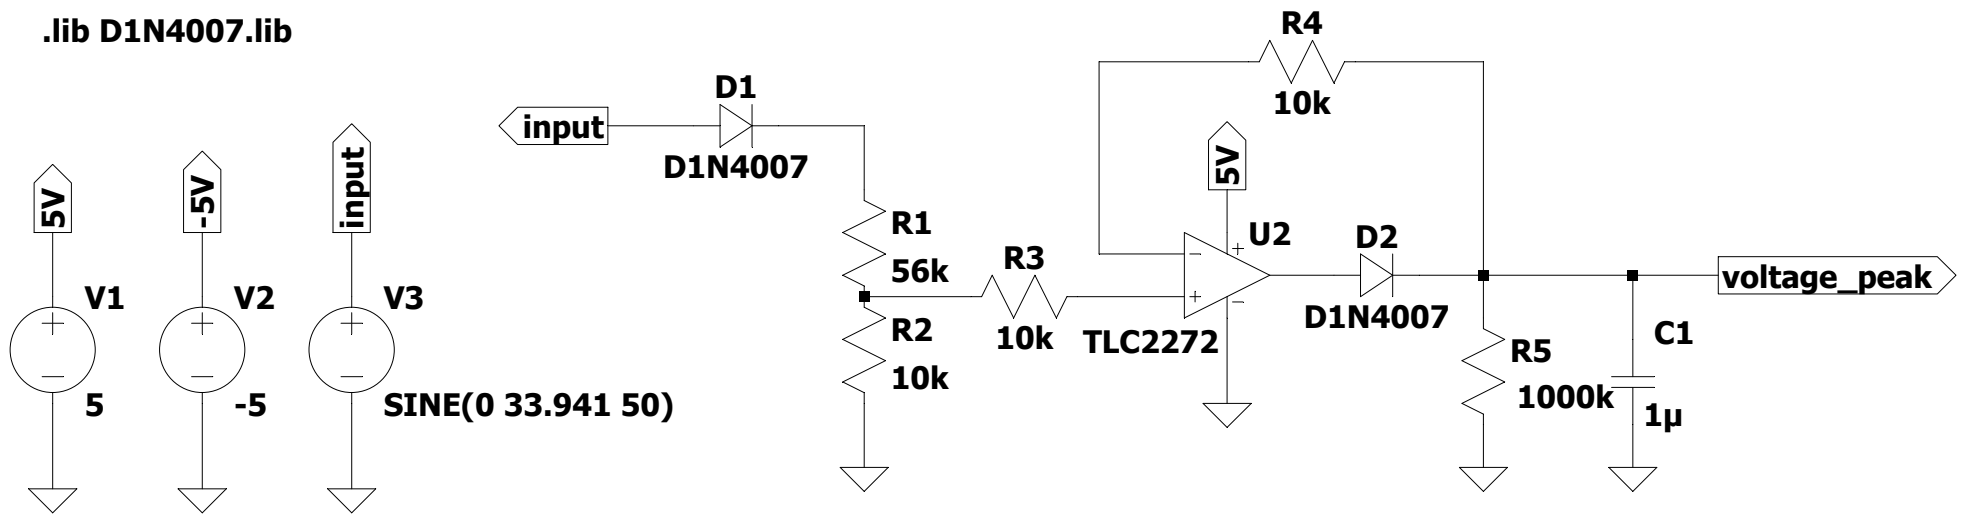 .lib D1N4007.lib
5V
V1
5
-5V
V2
-5
input
V3
SINE(0 33.941 50)
input
D1
D1N4007
R1
56k
R2
10k
R3
10k
R4
10k
5V
U2
TLC2272
D2
D1N4007
R5
1000k
C1
1µ
voltage_peak